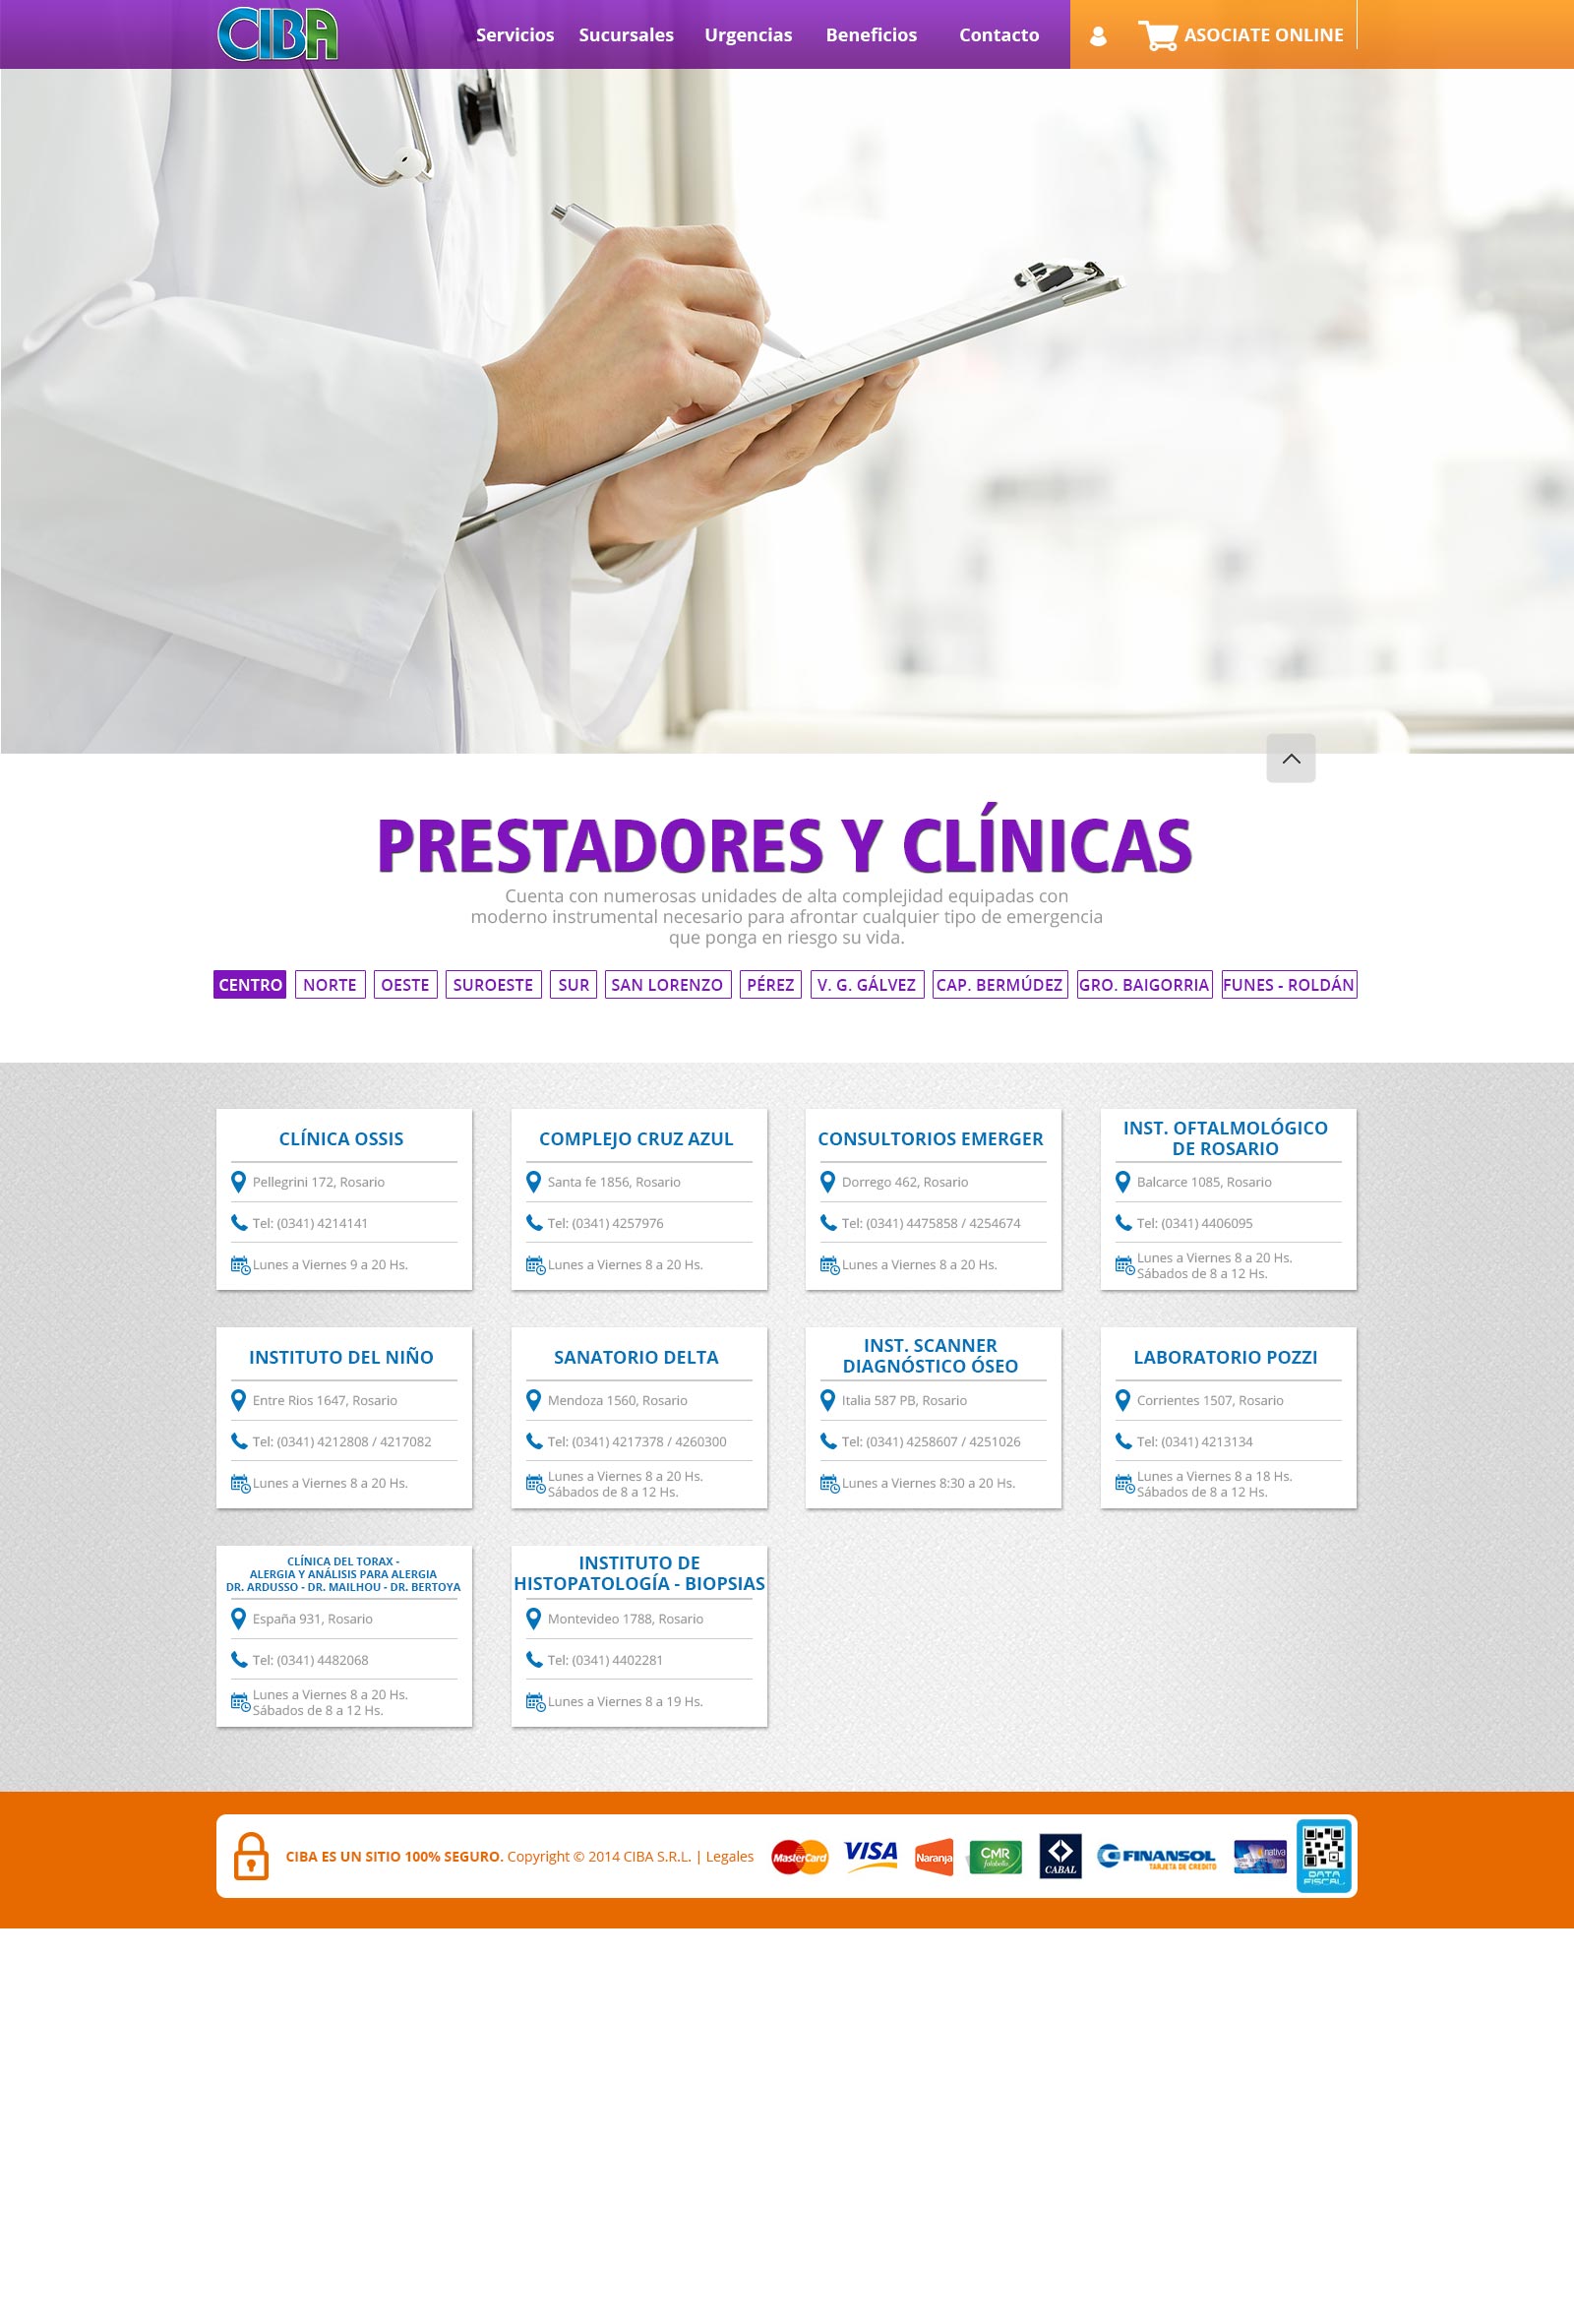 CIBA
Servicios
Sucursales
Urgencias
Beneficios
Contacto
ASOCIATE ONLINE
PRESTADORES Y CLÍNICAS
Cuenta con numerosas unidades de alta complejidad equipadas con
moderno instrumental necesario para afrontar cualquier tipo de emergencia
que ponga en riesgo su vida.
CENTRO
NORTE
OESTE
SUROESTE
SUR
SAN LORENZO
PÉREZ
V. G. GÁLVEZ
CAP. BERMÚDEZ
GRO. BAIGORRIA
FUNES - ROLDÁN
CLÍNICA OSSIS
Pellegrini 172, Rosario
Tel: (0341) 4214141
Lunes a Viernes 9 a 20 Hs.
COMPLEJO CRUZ AZUL
Santa fe 1856, Rosario
Tel: (0341) 4257976
Lunes a Viernes 8 a 20 Hs.
CONSULTORIOS EMERGER
Dorrego 462, Rosario
Tel: (0341) 4475858 / 4254674
Lunes a Viernes 8 a 20 Hs.
INST. OFTALMOLÓGICO
DE ROSARIO
Balcarce 1085, Rosario
Tel: (0341) 4406095
Lunes a Viernes 8 a 20 Hs.
Sábados de 8 a 12 Hs.
INSTITUTO DEL NIÑO
Entre Rios 1647, Rosario
Tel: (0341) 4212808 / 4217082
Lunes a Viernes 8 a 20 Hs.
SANATORIO DELTA
Mendoza 1560, Rosario
Tel: (0341) 4217378 / 4260300
Lunes a Viernes 8 a 20 Hs.
Sábados de 8 a 12 Hs.
INST. SCANNER
DIAGNÓSTICO ÓSEO
Italia 587 PB, Rosario
Tel: (0341) 4258607 / 4251026
Lunes a Viernes 8:30 a 20 Hs.
LABORATORIO POZZI
Corrientes 1507, Rosario
Tel: (0341) 4213134
Lunes a Viernes 8 a 18 Hs.
Sábados de 8 a 12 Hs.
CLÍNICA DEL TORAX -
ALERGIA Y ANÁLISIS PARA ALERGIA
DR. ARDUSSO - DR. MAILHOU - DR. BERTOYA
España 931, Rosario
Tel: (0341) 4482068
Lunes a Viernes 8 a 20 Hs.
Sábados de 8 a 12 Hs.
INSTITUTO DE
HISTOPATOLOGÍA - BIOPSIAS
Montevideo 1788, Rosario
Tel: (0341) 4402281
Lunes a Viernes 8 a 19 Hs.
CIBA ES UN SITIO 100% SEGURO. Copyright © 2014 CIBA S.R.L. | Legales
MasterCard
VISA
Naranja
CMR
falabella
CABAL
FINANSOL
TARJETA DE CREDITO
nativa
DATA
FISCAL